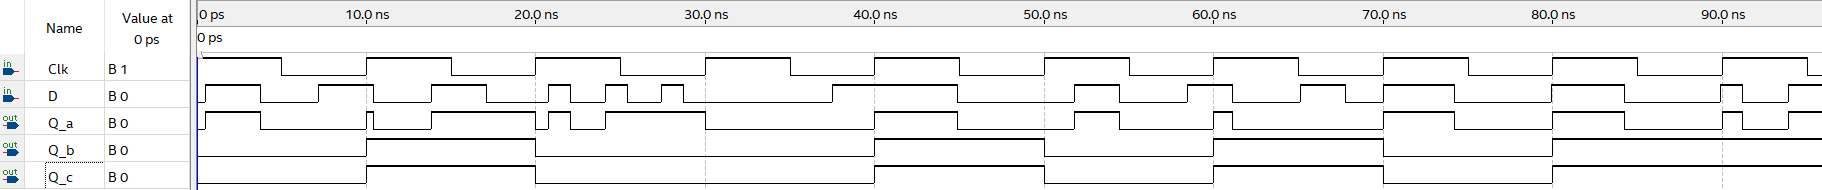 Name
Value at
0 ps
0 ps
10.0 ns
20.0 ns
30.0 ns
40.0 ns
50.0 ns
60.0 ns
70.0 ns
80.0 ns
90.0 ns
0 ps
in
Clk
B 1
in
D
B 0
out
Q_a
B 0
out
Q_b
B 0
out
Q_c
B 0